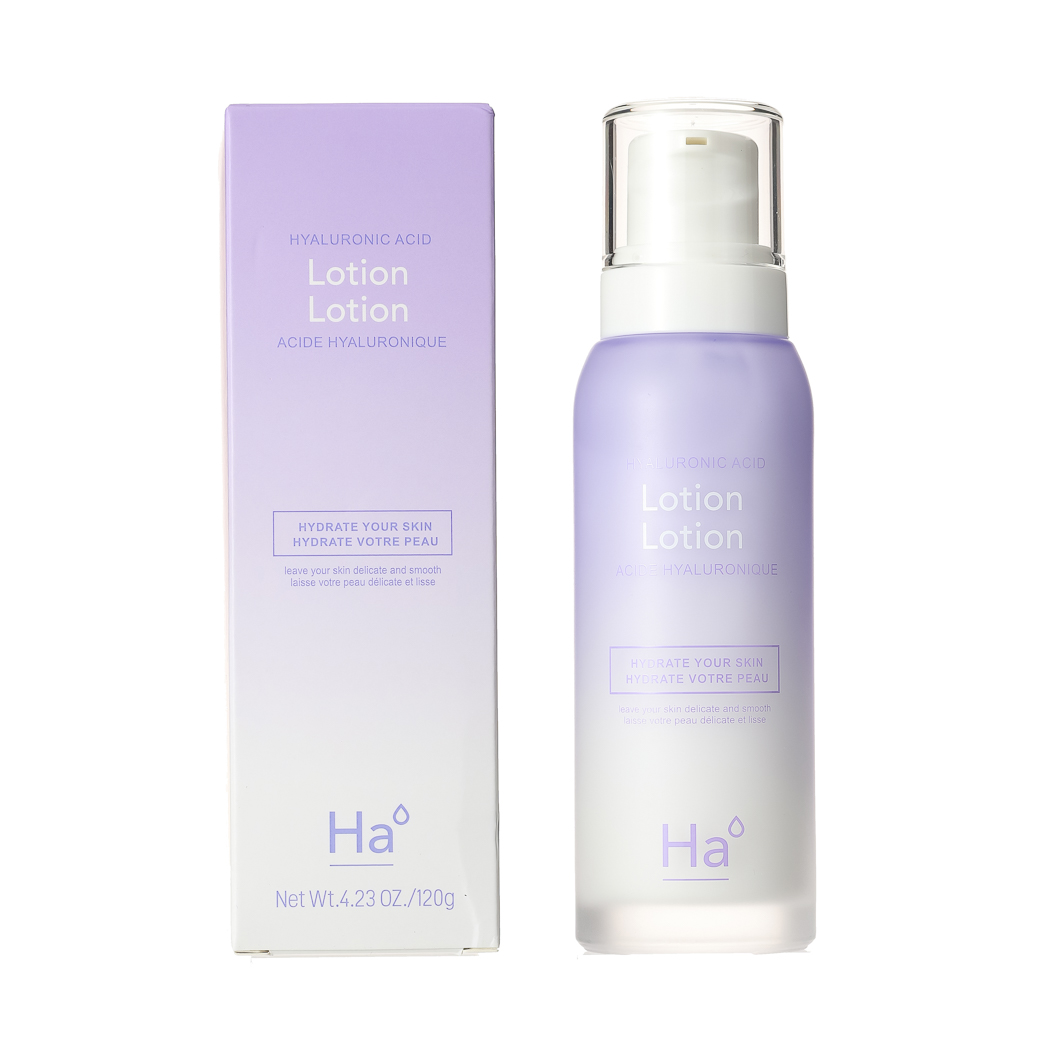 HYALURONIC ACID
Lotion
Lotion
ACIDE HYALURONIQUE
HYDRATE YOUR SKIN
HYDRATE VOTRE PEAU
leave your skin delicate and smooth
laisse votre peau délicate et lisse
Ha
Net Wt.4.23 OZ./120g
HYALURONIC ACID
Lotion
Lotion
ACIDE HYALURONIQUE
HYDRATE YOUR SKIN
HYDRATE VOTRE PEAU
leave your skin delicate and smooth
laisse votre peau délicate et lisse
Ha